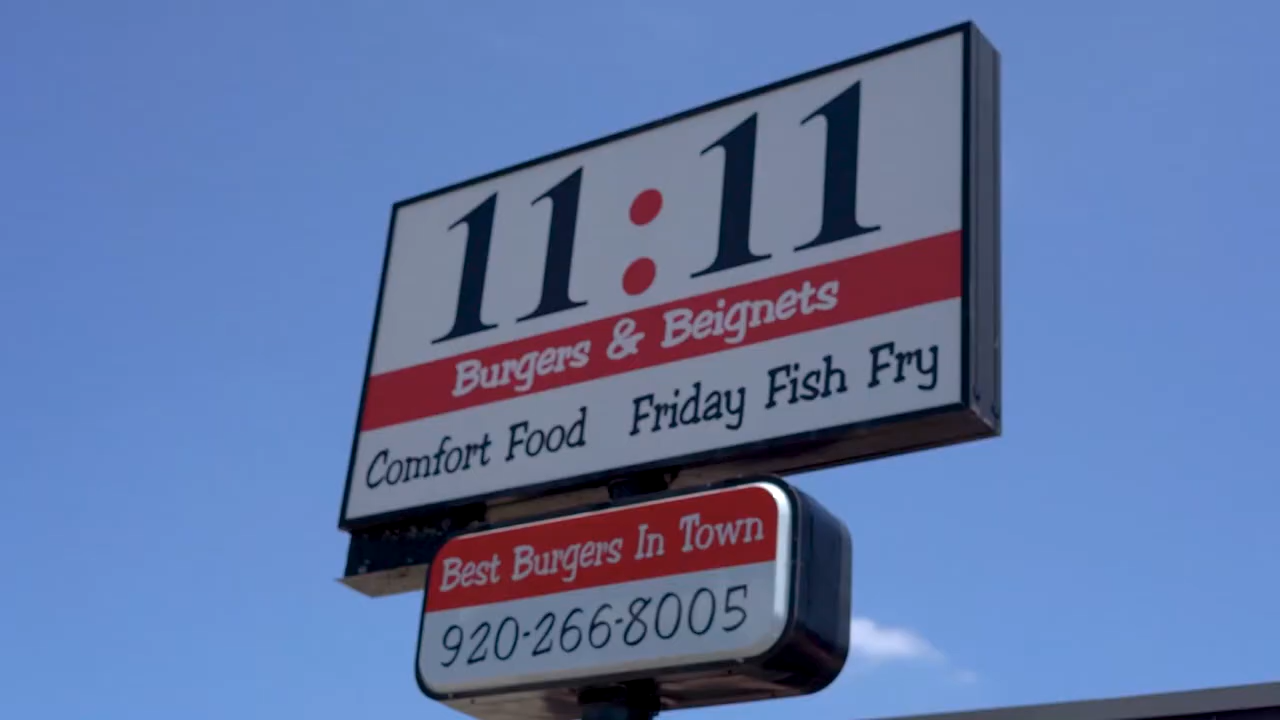 11:11
Burgers & Beignets
Comfort Food Friday Fish Fry
Best Burgers In Town
920-266-8005